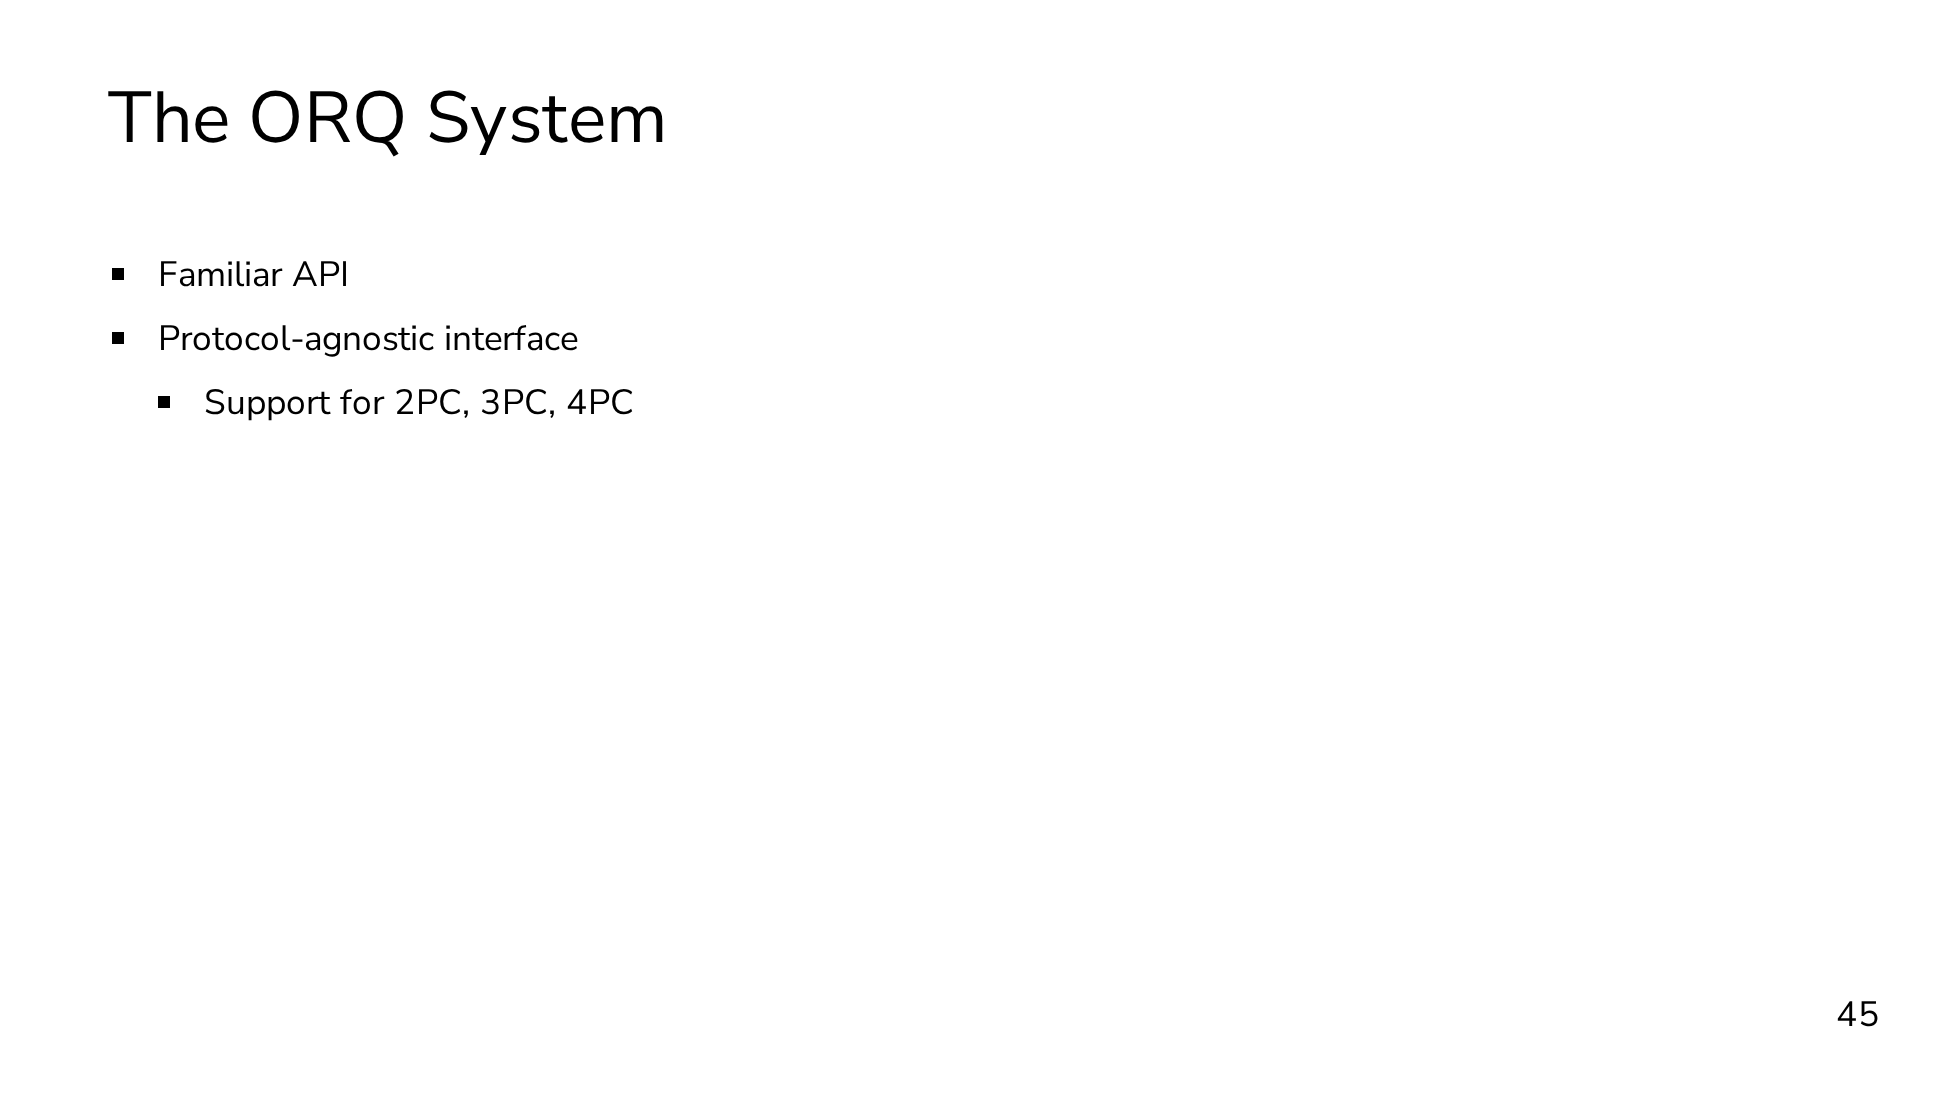 The ORQ System
▪ Familiar API
▪ Protocol-agnostic interface
▪ Support for 2PC, 3PC, 4PC
45